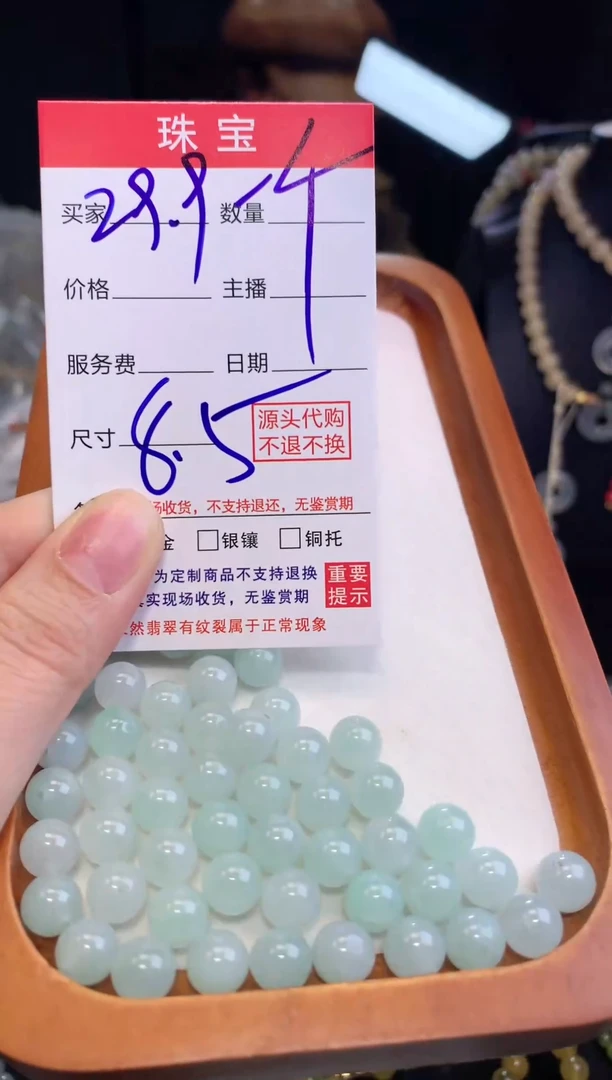 珠宝
买家 29.9 数量 -4
价格 主播
服务费 日期
尺寸 8.5
源头代购
不退不换
场收货，不支持退还，无鉴赏期
金 □银镶 □铜托
为定制商品不支持退换
实现场收货，无鉴赏期
重要
提示
然翡翠有纹裂属于正常现象